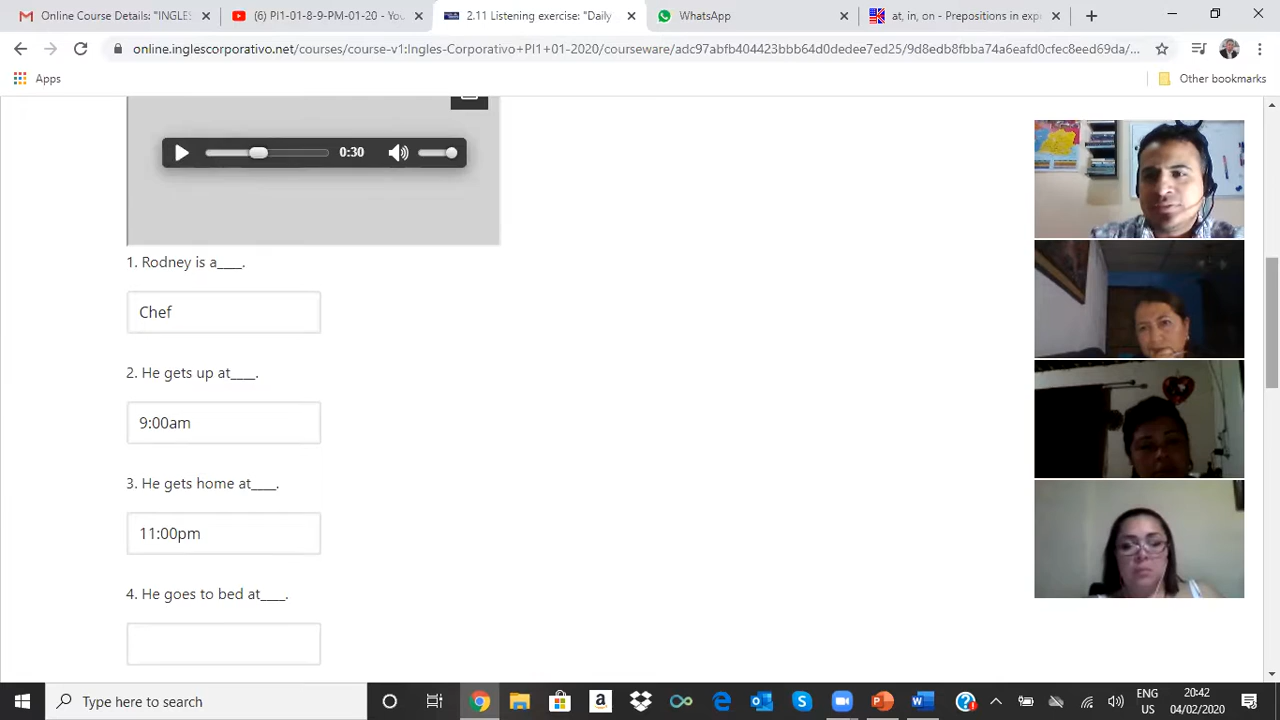 Online Course Details: "INGLES
(6) PI1-01-8-9-PM-01-20 - You
2.11 Listening exercise: "Daily
WhatsApp
at, in, on - Prepositions in expr
online.inglescorporativo.net/courses/course-v1:Ingles-Corporativo+PI1+01-2020/courseware/adc97abfb404423bbb64d0dedee7ed25/9d8edb8fbba74a6eafd0cfec8eed69da/...
Apps
Other bookmarks
0:30
1. Rodney is a____.
Chef
2. He gets up at____.
9:00am
3. He gets home at____.
11:00pm
4. He goes to bed at____.
Type here to search
ENG
US
20:42
04/02/2020